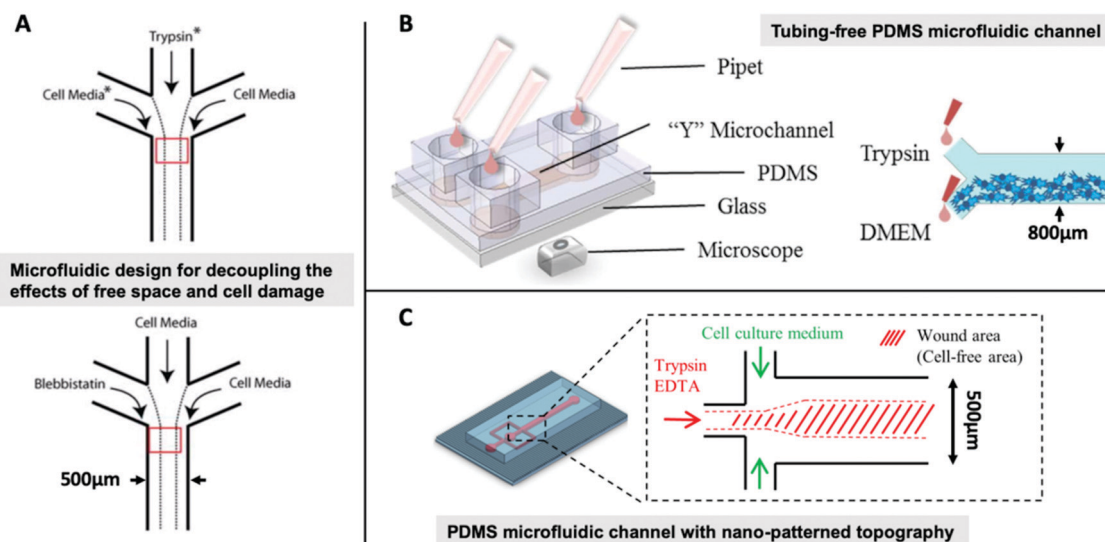 A
Trypsin*
Cell Media*
Cell Media
Microfluidic design for decoupling the
effects of free space and cell damage
Cell Media
Blebbistatin
Cell Media
500μm
B
Tubing-free PDMS microfluidic channel
Pipet
“Y” Microchannel
PDMS
Glass
Microscope
Trypsin
DMEM
800μm
C
Cell culture medium
Trypsin
EDTA
Wound area
(Cell-free area)
500μm
PDMS microfluidic channel with nano-patterned topography